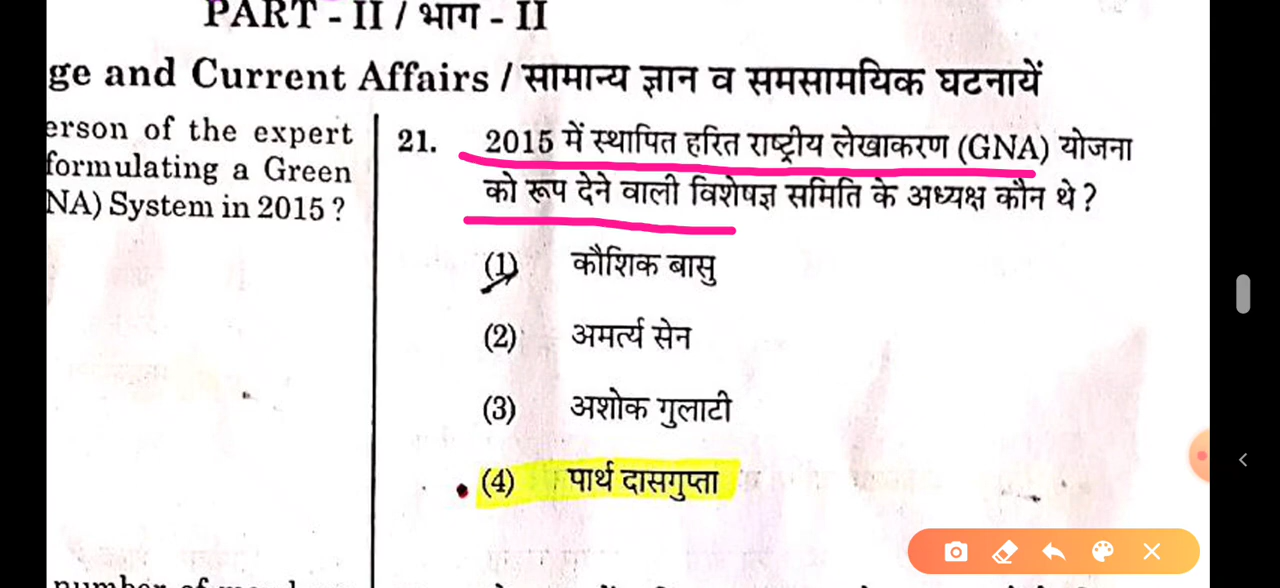 PART - II / भाग - II
ge and Current Affairs / सामान्य ज्ञान व समसामयिक घटनायें
erson of the expert
formulating a Green
NA) System in 2015 ?
21. 2015 में स्थापित हरित राष्ट्रीय लेखाकरण (GNA) योजना
को रूप देने वाली विशेषज्ञ समिति के अध्यक्ष कौन थे ?
(1) कौशिक बासु
(2) अमर्त्य सेन
(3) अशोक गुलाटी
(4) पार्थ दासगुप्ता